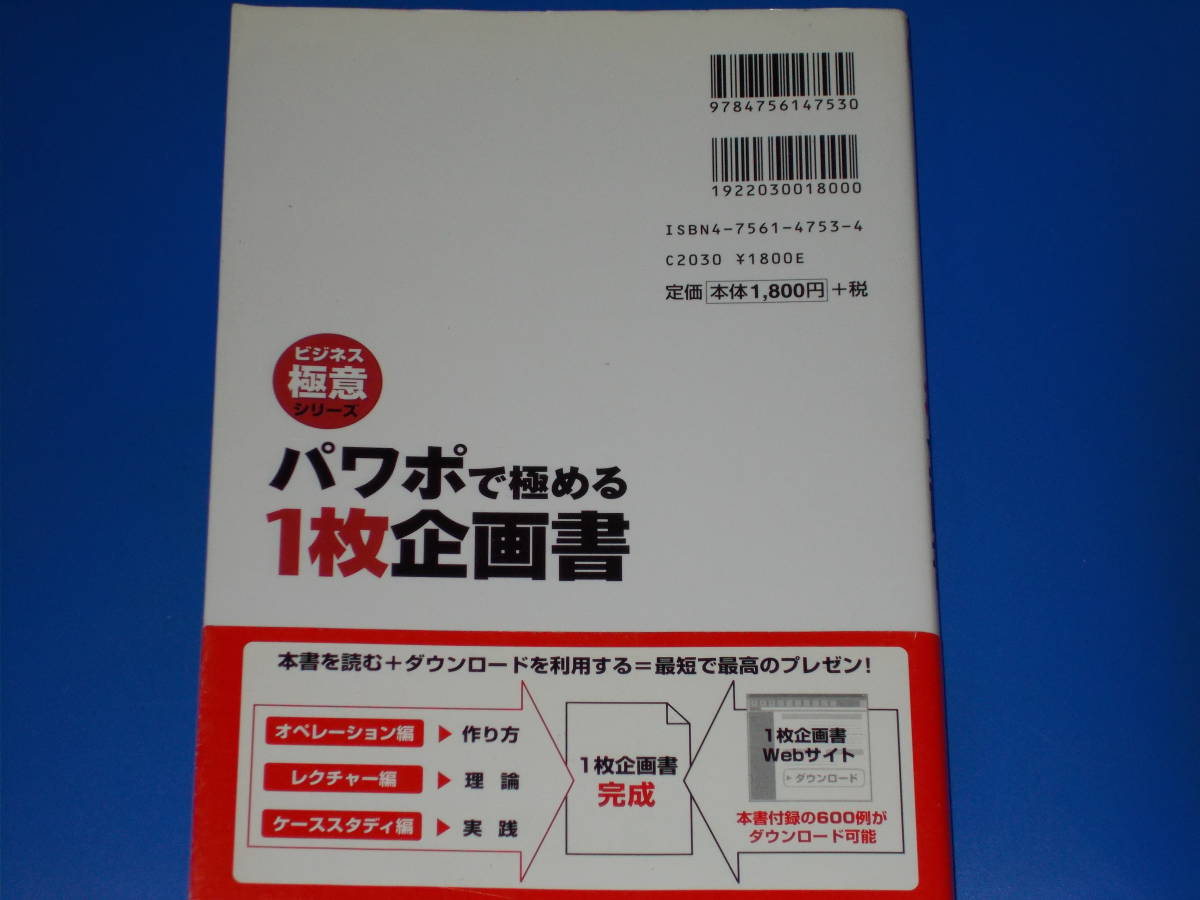 9784756147530
1922030018000
ISBN4-7561-4753-4
C2030 ¥1800E
定価 本体1,800円 +税
ビジネス
極意
シリーズ
パワポで極める
1枚企画書
本書を読む＋ダウンロードを利用する＝最短で最高のプレゼン!
オペレーション編 ▶ 作り方
レクチャー編 ▶ 理論
ケーススタディ編 ▶ 実践
1枚企画書
完成
1枚企画書
Webサイト
▶ダウンロード
本書付録の600例が
ダウンロード可能